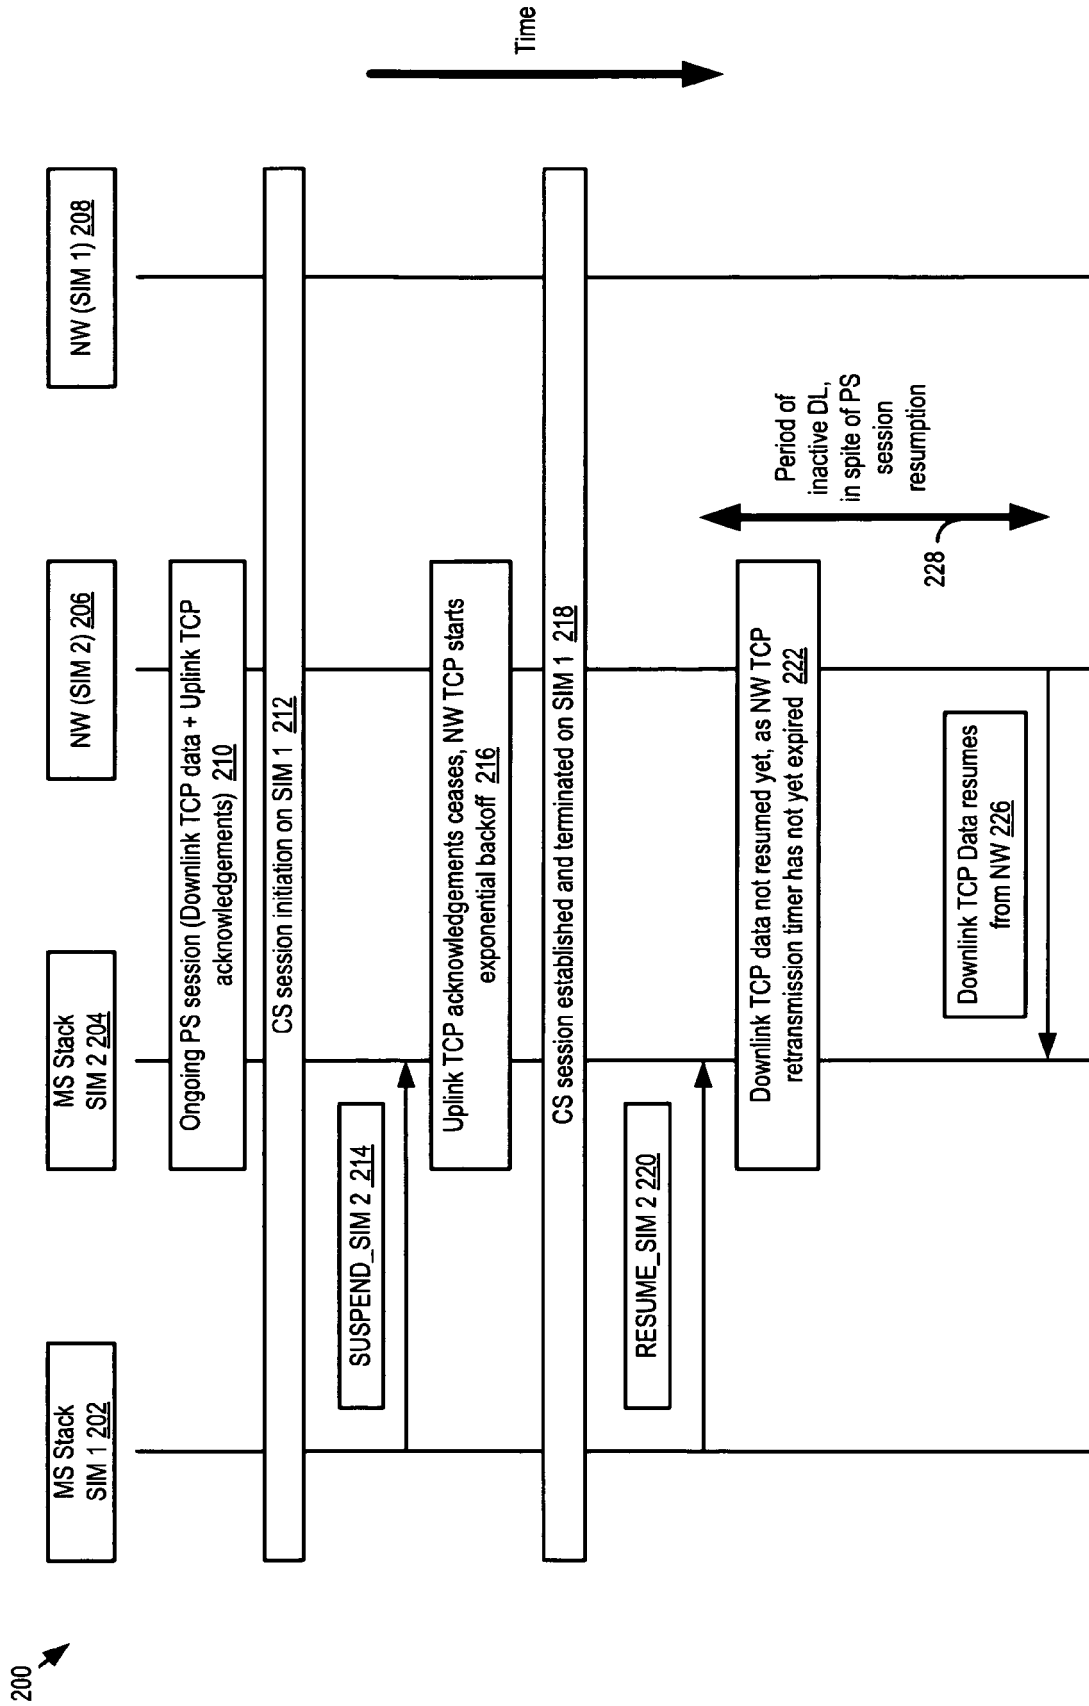 200
MS Stack
SIM 1 202
MS Stack
SIM 2 204
NW (SIM 2) 206
NW (SIM 1) 208
Ongoing PS session (Downlink TCP data + Uplink TCP
acknowledgements) 210
CS session initiation on SIM 1 212
Time
SUSPEND_SIM 2 214
Uplink TCP acknowledgements ceases, NW TCP starts
exponential backoff 216
CS session established and terminated on SIM 1 218
RESUME_SIM 2 220
Downlink TCP data not resumed yet, as NW TCP
retransmission timer has not yet expired 222
Period of
inactive DL,
in spite of PS
session
resumption
228
Downlink TCP Data resumes
from NW 226